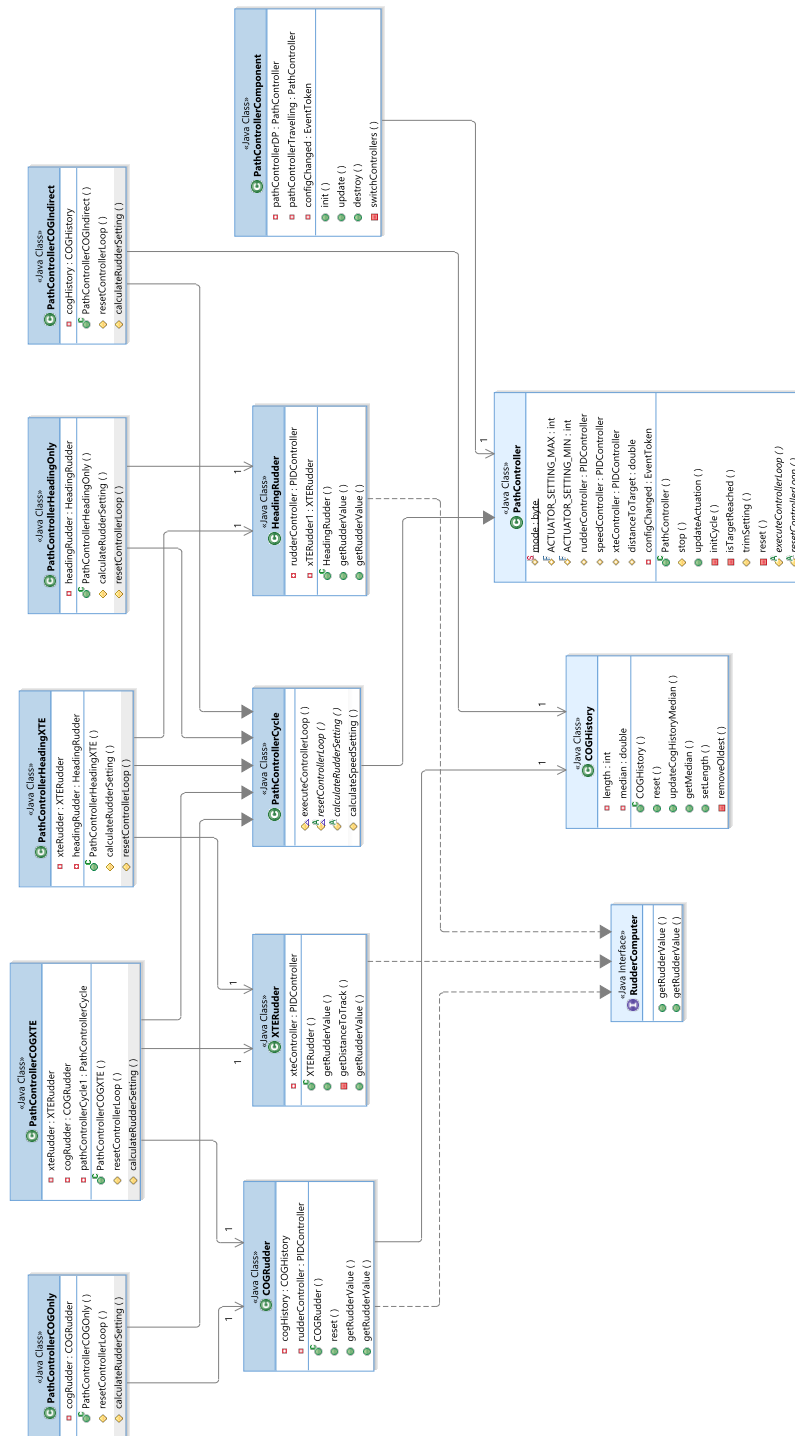 «Java Class»
PathControllerCOGOnly
cogRudder : COGRudder
PathControllerCOGOnly ( )
resetControllerLoop ( )
calculateRudderSetting ( )
«Java Class»
PathControllerCOGXTE
xteRudder : XTERudder
cogRudder : COGRudder
pathControllerCycle1 : PathControllerCycle
PathControllerCOGXTE ( )
resetControllerLoop ( )
calculateRudderSetting ( )
«Java Class»
PathControllerHeadingXTE
xteRudder : XTERudder
headingRudder : HeadingRudder
PathControllerHeadingXTE ( )
calculateRudderSetting ( )
resetControllerLoop ( )
«Java Class»
PathControllerHeadingOnly
headingRudder : HeadingRudder
PathControllerHeadingOnly ( )
calculateRudderSetting ( )
resetControllerLoop ( )
«Java Class»
PathControllerCOGIndirect
cogHistory : COGHistory
PathControllerCOGIndirect ( )
resetControllerLoop ( )
calculateRudderSetting ( )
1
1
«Java Class»
COGRudder
cogHistory : COGHistory
rudderController : PIDController
COGRudder ( )
reset ( )
getRudderValue ( )
getRudderValue ( )
1
1
«Java Class»
XTERudder
xteController : PIDController
XTERudder ( )
getRudderValue ( )
getDistanceToTrack ( )
getRudderValue ( )
«Java Class»
PathControllerCycle
executeControllerLoop ( )
resetControllerLoop ( )
calculateRudderSetting ( )
calculateSpeedSetting ( )
1
1
«Java Class»
HeadingRudder
rudderController : PIDController
xTERudder1 : XTERudder
HeadingRudder ( )
getRudderValue ( )
getRudderValue ( )
«Java Class»
PathControllerComponent
pathControllerDP : PathController
pathControllerTravelling : PathController
configChanged : EventToken
init ( )
update ( )
destroy ( )
switchControllers ( )
«Java Interface»
RudderComputer
getRudderValue ( )
getRudderValue ( )
1
1
«Java Class»
COGHistory
length : int
median : double
COGHistory ( )
reset ( )
updateCogHistoryMedian ( )
getMedian ( )
setLength ( )
removeOldest ( )
1
«Java Class»
PathController
mode : byte
ACTUATOR_SETTING_MAX : int
ACTUATOR_SETTING_MIN : int
rudderController : PIDController
speedController : PIDController
xteController : PIDController
distanceToTarget : double
configChanged : EventToken
PathController ( )
stop ( )
updateActuation ( )
initCycle ( )
isTargetReached ( )
trimSetting ( )
reset ( )
executeControllerLoop ( )
resetControllerLoop ( )